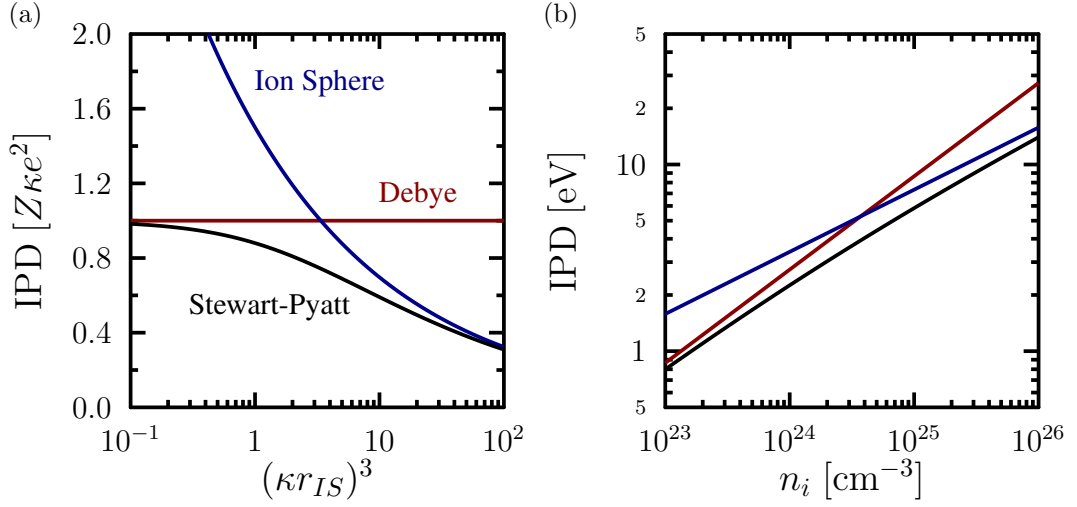 (a)
2.0
1.6
1.2
0.8
0.4
0.0
IPD [Zκe²]
Ion Sphere
Debye
Stewart-Pyatt
10⁻¹ 1 10 10²
(κr_{IS})³
(b)
5
2
10
5
2
1
5
IPD [eV]
10²³ 10²⁴ 10²⁵ 10²⁶
n_i [cm⁻³]